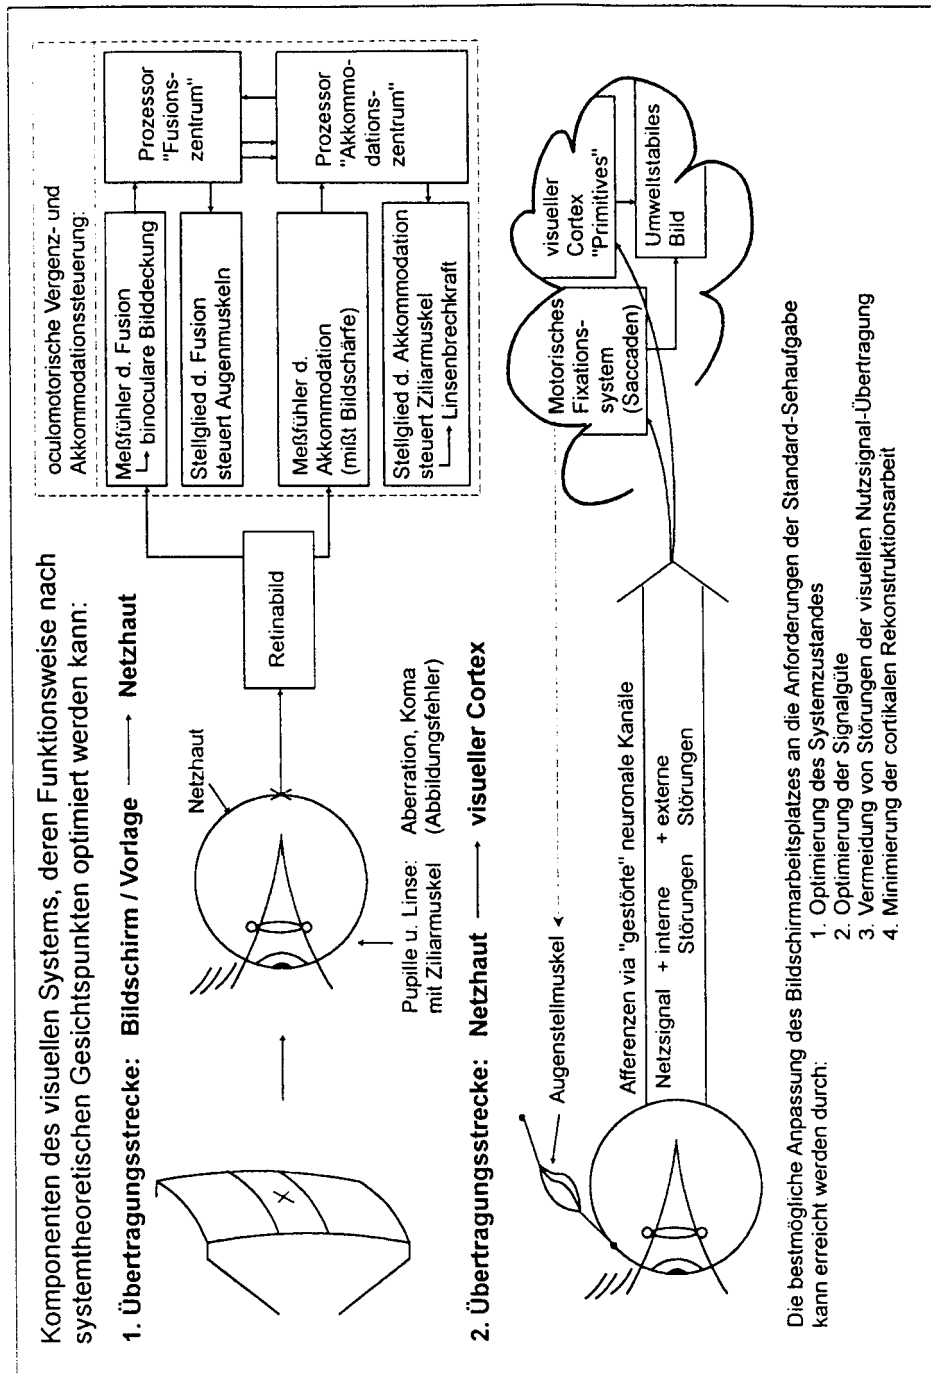 Komponenten des visuellen Systems, deren Funktionsweise nach
systemtheoretischen Gesichtspunkten optimiert werden kann:
1. Übertragungsstrecke: Bildschirm / Vorlage ⟶ Netzhaut
Netzhaut
Pupille u. Linse:
mit Ziliarmuskel
Aberration, Koma
(Abbildungsfehler)
Retinabild
oculomotorische Vergenz- und
Akkommodationssteuerung:
Meßfühler d. Fusion
binoculare Bilddeckung
Stellglied d. Fusion
steuert Augenmuskeln
Meßfühler d.
Akkommodation
(mißt Bildschärfe)
Stellglied d. Akkommodation
steuert Ziliarmuskel
Linsenbrechkraft
Prozessor
"Fusions-
zentrum"
Prozessor
"Akkommo-
dations-
zentrum"
2. Übertragungsstrecke: Netzhaut ⟶ visueller Cortex
Augenstellmuskel
Afferenzen via "gestörte" neuronale Kanäle
Netzsignal + interne + externe
Störungen Störungen
Motorisches
Fixations-
system
(Saccaden)
visueller
Cortex
"Primitives"
Umweltstabiles
Bild
Die bestmögliche Anpassung des Bildschirmarbeitsplatzes an die Anforderungen der Standard-Sehaufgabe
kann erreicht werden durch:
1. Optimierung des Systemzustandes
2. Optimierung der Signalgüte
3. Vermeidung von Störungen der visuellen Nutzsignal-Übertragung
4. Minimierung der cortikalen Rekonstruktionsarbeit